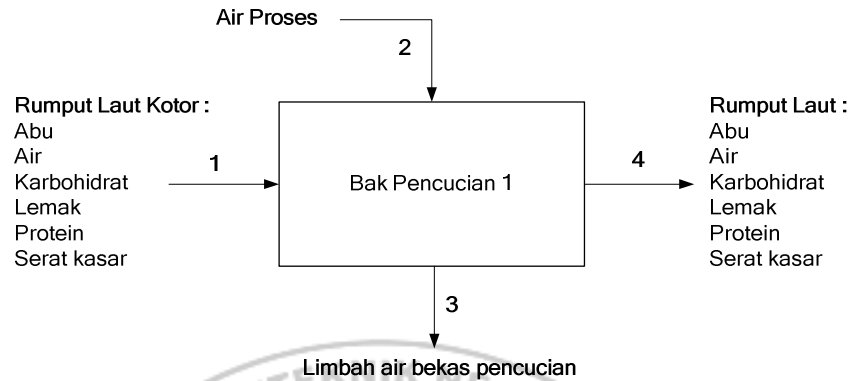 Air Proses
2
Rumput Laut Kotor :
Abu
Air
Karbohidrat
Lemak
Protein
Serat kasar
1
Bak Pencucian 1
4
Rumput Laut :
Abu
Air
Karbohidrat
Lemak
Protein
Serat kasar
3
Limbah air bekas pencucian